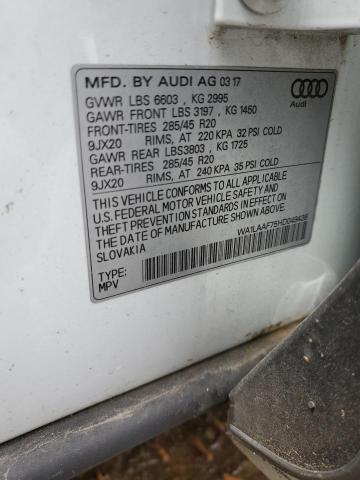 MFD. BY AUDI AG 03 17
GVWR LBS 6603 , KG 2995
GAWR FRONT LBS 3197 , KG 1450
FRONT-TIRES 285/45 R20
9JX20 RIMS, AT 220 KPA 32 PSI COLD
GAWR REAR LBS3803 , KG 1725
REAR-TIRES 285/45 R20
9JX20 RIMS, AT 240 KPA 35 PSI COLD
THIS VEHICLE CONFORMS TO ALL APPLICABLE
U.S. FEDERAL MOTOR VEHICLE SAFETY AND
THEFT PREVENTION STANDARDS IN EFFECT ON
THE DATE OF MANUFACTURE SHOWN ABOVE.
SLOVAKIA
TYPE:
MPV
WA1LAAF75HD049436
Audi